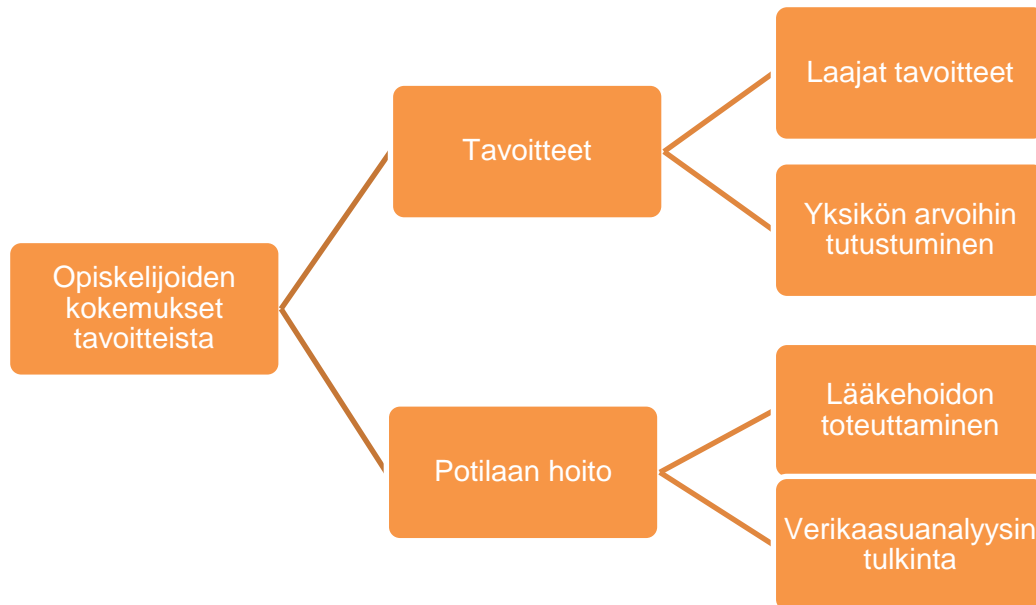 Opiskelijoiden
kokemukset
tavoitteista
Tavoitteet
Laajat tavoitteet
Yksikön arvoihin
tutustuminen
Potilaan hoito
Lääkehoidon
toteuttaminen
Verikaasuanalyysin
tulkinta